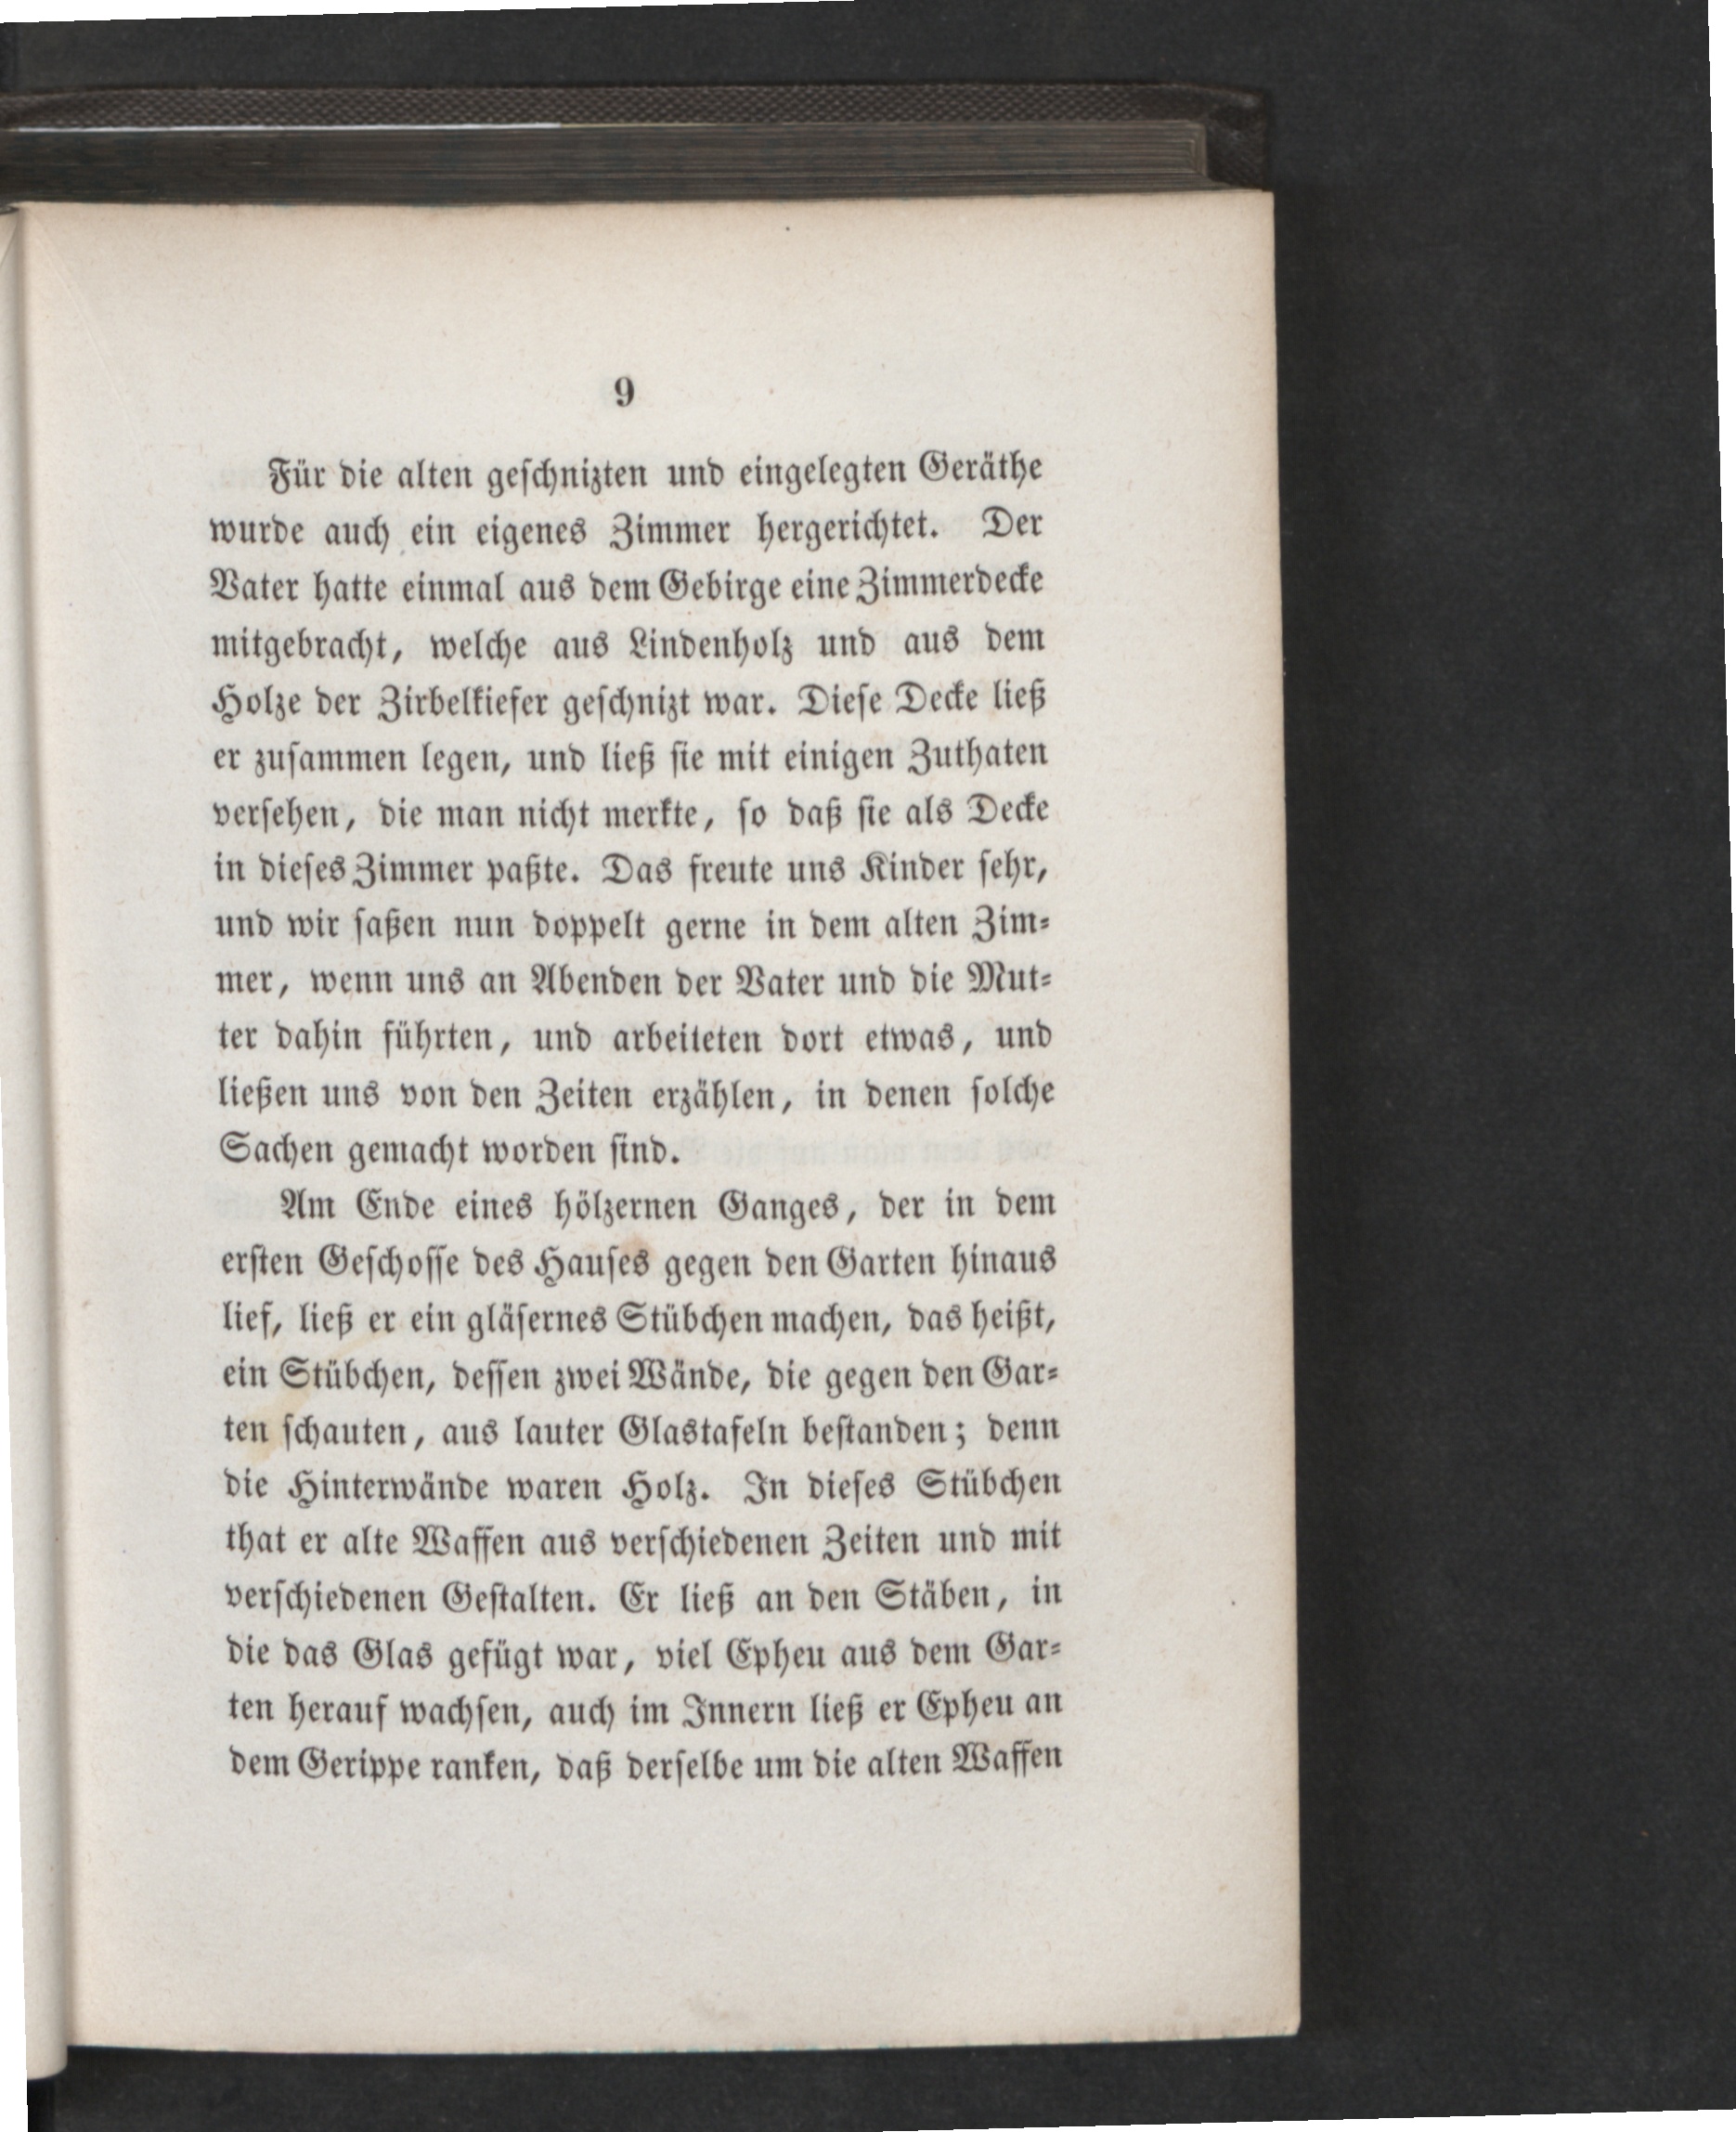 9
Für die alten geschnizten und eingelegten Geräthe
wurde auch ein eigenes Zimmer hergerichtet. Der
Vater hatte einmal aus dem Gebirge eine Zimmerdecke
mitgebracht, welche aus Lindenholz und aus dem
Holze der Zirbelkiefer geschnizt war. Diese Decke ließ
er zusammen legen, und ließ sie mit einigen Zuthaten
versehen, die man nicht merkte, so daß sie als Decke
in dieses Zimmer paßte. Das freute uns Kinder sehr,
und wir saßen nun doppelt gerne in dem alten Zim⸗
mer, wenn uns an Abenden der Vater und die Mut⸗
ter dahin führten, und arbeiteten dort etwas, und
ließen uns von den Zeiten erzählen, in denen solche
Sachen gemacht worden sind.
Am Ende eines hölzernen Ganges, der in dem
ersten Geschosse des Hauses gegen den Garten hinaus
lief, ließ er ein gläsernes Stübchen machen, das heißt,
ein Stübchen, dessen zwei Wände, die gegen den Gar⸗
ten schauten, aus lauter Glastafeln bestanden; denn
die Hinterwände waren Holz. In dieses Stübchen
that er alte Waffen aus verschiedenen Zeiten und mit
verschiedenen Gestalten. Er ließ an den Stäben, in
die das Glas gefügt war, viel Epheu aus dem Gar⸗
ten herauf wachsen, auch im Innern ließ er Epheu an
dem Gerippe ranken, daß derselbe um die alten Waffen